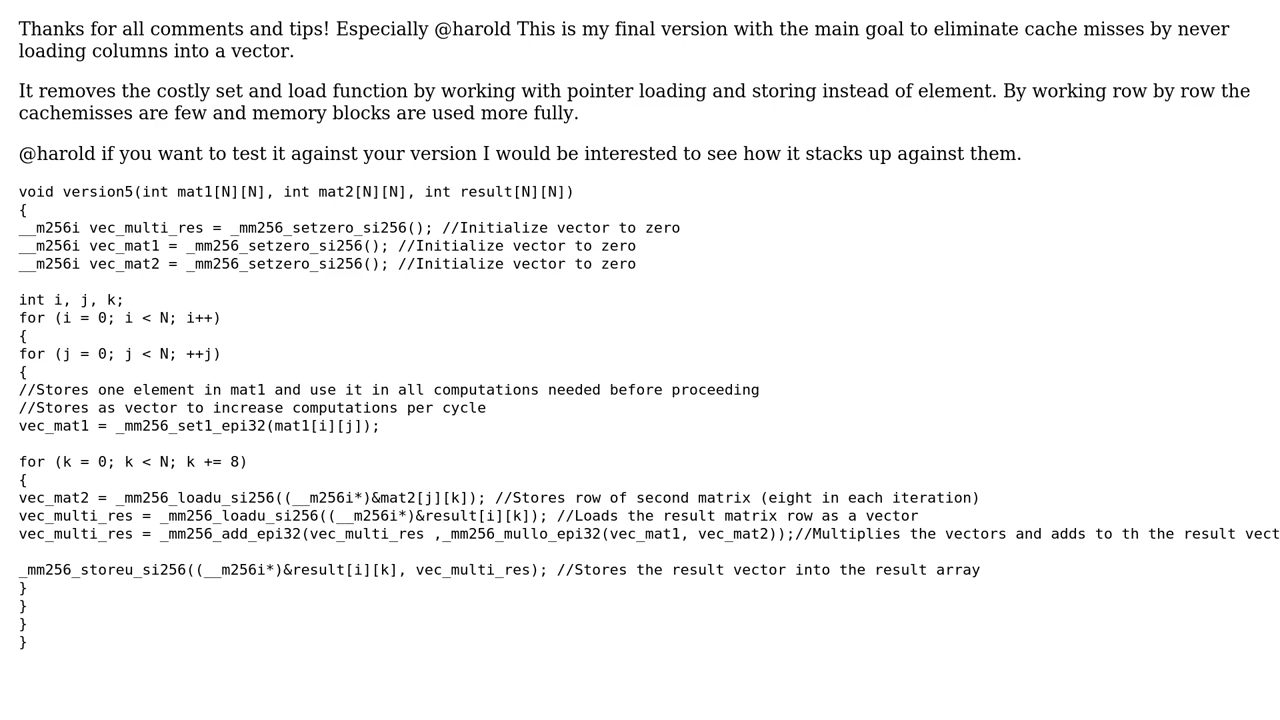 Thanks for all comments and tips! Especially @harold This is my final version with the main goal to eliminate cache misses by never
loading columns into a vector.
It removes the costly set and load function by working with pointer loading and storing instead of element. By working row by row the
cachemisses are few and memory blocks are used more fully.
@harold if you want to test it against your version I would be interested to see how it stacks up against them.
void version5(int mat1[N][N], int mat2[N][N], int result[N][N])
{
__m256i vec_multi_res = _mm256_setzero_si256(); //Initialize vector to zero
__m256i vec_mat1 = _mm256_setzero_si256(); //Initialize vector to zero
__m256i vec_mat2 = _mm256_setzero_si256(); //Initialize vector to zero
int i, j, k;
for (i = 0; i < N; i++)
{
for (j = 0; j < N; ++j)
{
//Stores one element in mat1 and use it in all computations needed before proceeding
//Stores as vector to increase computations per cycle
vec_mat1 = _mm256_set1_epi32(mat1[i][j]);
for (k = 0; k < N; k += 8)
{
vec_mat2 = _mm256_loadu_si256((__m256i*)&mat2[j][k]); //Stores row of second matrix (eight in each iteration)
vec_multi_res = _mm256_loadu_si256((__m256i*)&result[i][k]); //Loads the result matrix row as a vector
vec_multi_res = _mm256_add_epi32(vec_multi_res ,_mm256_mullo_epi32(vec_mat1, vec_mat2));//Multiplies the vectors and adds to th the result vect
_mm256_storeu_si256((__m256i*)&result[i][k], vec_multi_res); //Stores the result vector into the result array
}
}
}
}